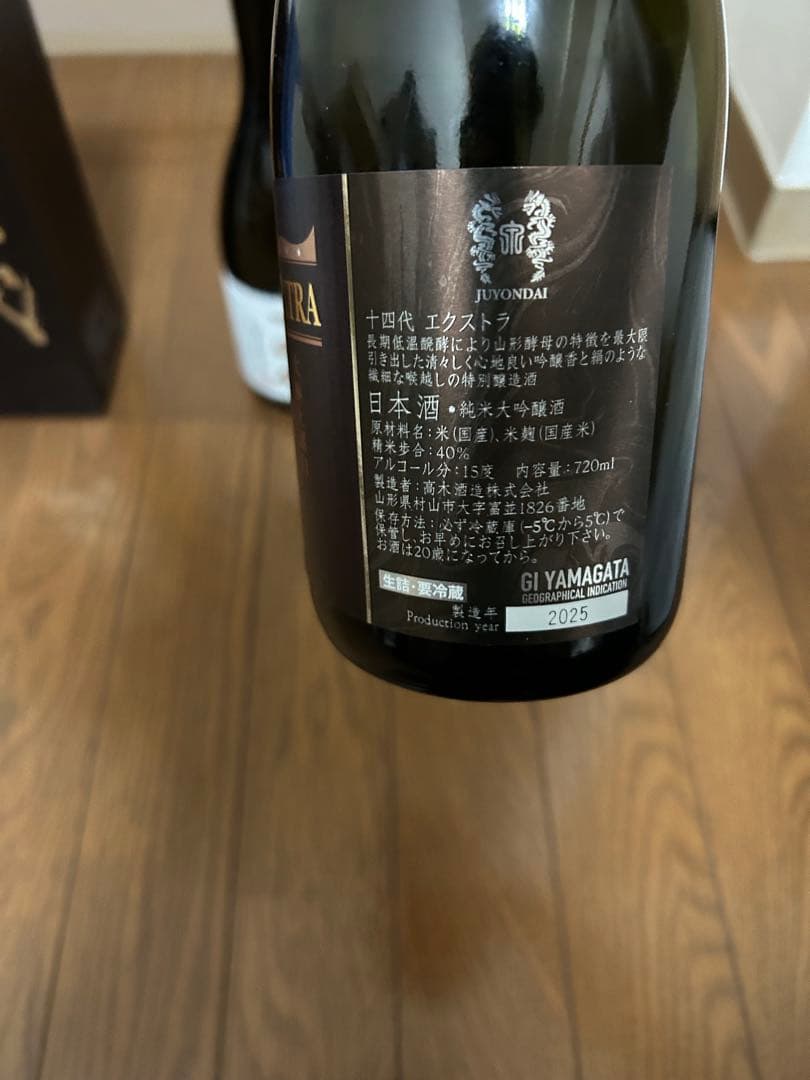 TRA
JUYONDAI
十四代 エクストラ
長期低温醗酵により山形酵母の特徴を最大限
引き出した清々しく心地良い吟醸香と絹のような
繊細な喉越しの特別醸造酒
日本酒・純米大吟醸酒
原材料名:米(国産)、米麹(国産米)
精米歩合:40%
アルコール分:15度 内容量:720ml
製造者:高木酒造株式会社
山形県村山市大字富並1826番地
保存方法:必ず冷蔵庫(-5℃から5℃)で
保管し、お早めにお召し上がり下さい。
お酒は20歳になってから。
生詰・要冷蔵
GI YAMAGATA
GEOGRAPHICAL INDICATION
製造年
Production year
2025